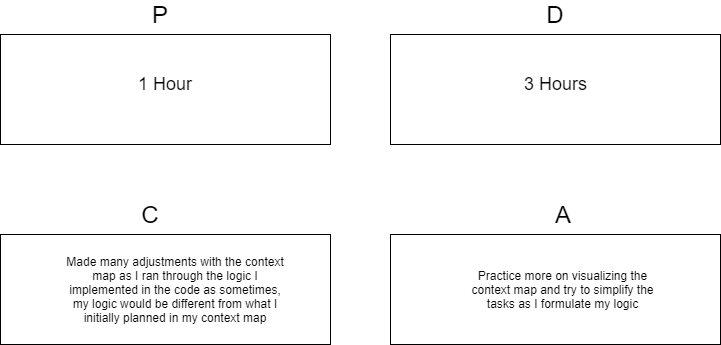 P
D
1 Hour
3 Hours
C
A
Made many adjustments with the context
map as I ran through the logic I
implemented in the code as sometimes,
my logic would be different from what I
initially planned in my context map
Practice more on visualizing the
context map and try to simplify the
tasks as I formulate my logic